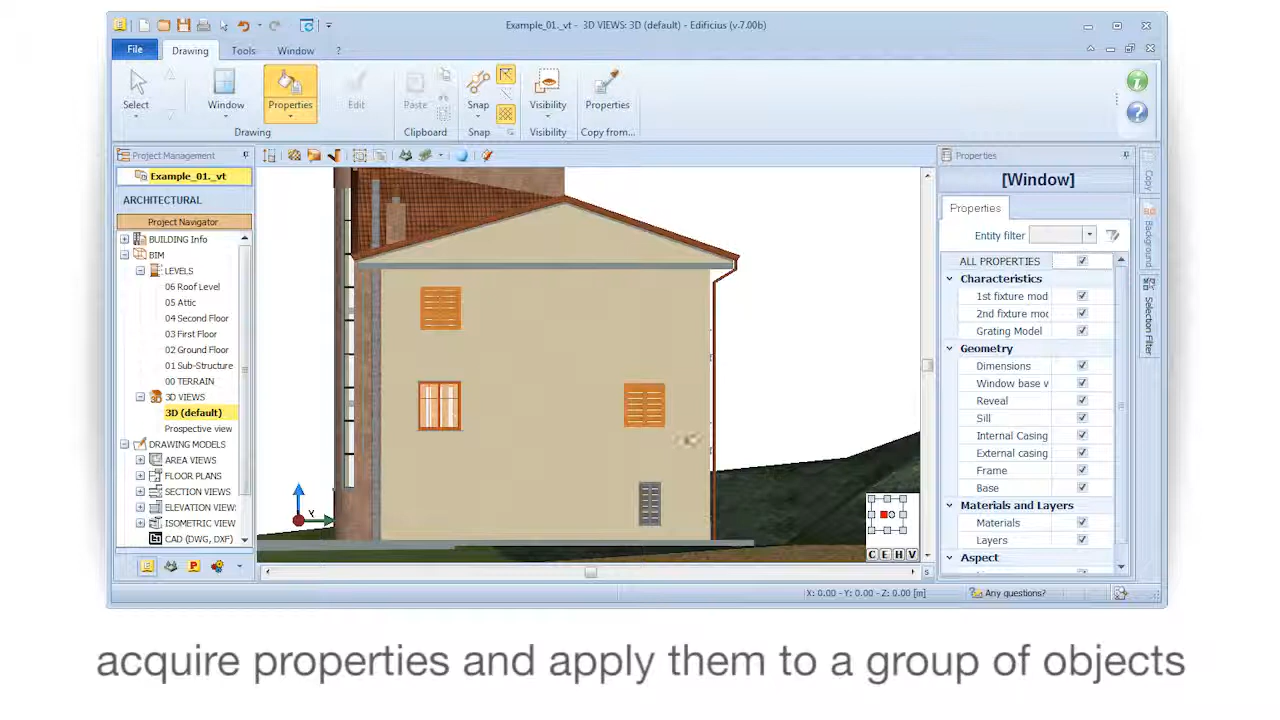 Example_01._vt - 3D VIEWS: 3D (default) - Edificius (v.7.00b)
File Drawing Tools Window ?
Select Window Properties Edit Paste Snap Visibility Properties
Drawing Clipboard Snap Visibility Copy from...
Project Management
Example_01._vt
ARCHITECTURAL
Project Navigator
BUILDING Info
BIM
LEVELS
06 Roof Level
05 Attic
04 Second Floor
03 First Floor
02 Ground Floor
01 Sub-Structure
00 TERRAIN
3D VIEWS
3D (default)
Prospective view
DRAWING MODELS
AREA VIEWS
FLOOR PLANS
SECTION VIEWS
ELEVATION VIEW
ISOMETRIC VIEW
CAD (DWG, DXF)
P
Y
C E H V
S
Properties
[Window]
Properties
Entity filter
ALL PROPERTIES
Characteristics
1st fixture mod
2nd fixture moc
Grating Model
Geometry
Dimensions
Window base v
Reveal
Sill
Internal Casing
External casing
Frame
Base
Materials and Layers
Materials
Layers
Aspect
Copy
Background
Selection Filter
X: 0.00 - Y: 0.00 - Z: 0.00 [m]
Any questions?
acquire properties and apply them to a group of objects